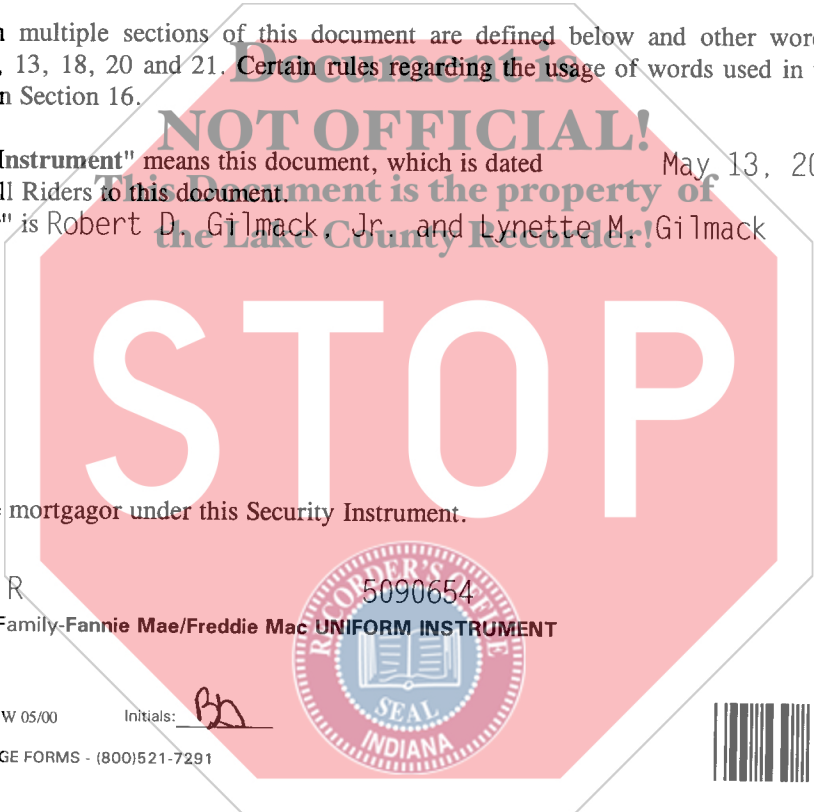 multiple sections of this document are defined below and other
, 13, 18, 20 and 21. Certain rules regarding the usage of words used in
Section 16.
Document is
NOT OFFICIAL!
Instrument" means this document, which is dated May 13,
Riders to this document.
This Document is the property of
" is Robert D. Gilmack, Jr. and Lynette M. Gilmack
the Lake County Recorder!
STOP
mortgagor under this Security Instrument.
R 5090654
Family-Fannie Mae/Freddie Mac UNIFORM INSTRUMENT
RECORDER'S OFFICE
SEAL
INDIANA
W 05/00 Initials:
GE FORMS - (800)521-7291